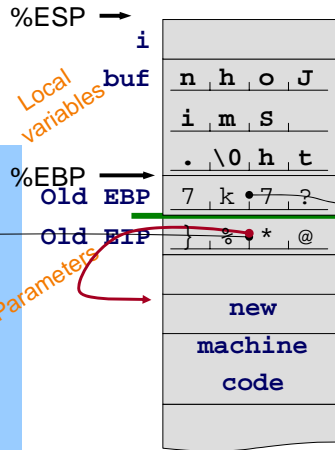 %ESP
i
buf n h o J
Local
variables
i m S
. \0 h t
%EBP
Old EBP 7 k 7 ?
Old EIP } % * @
Parameters
new
machine
code